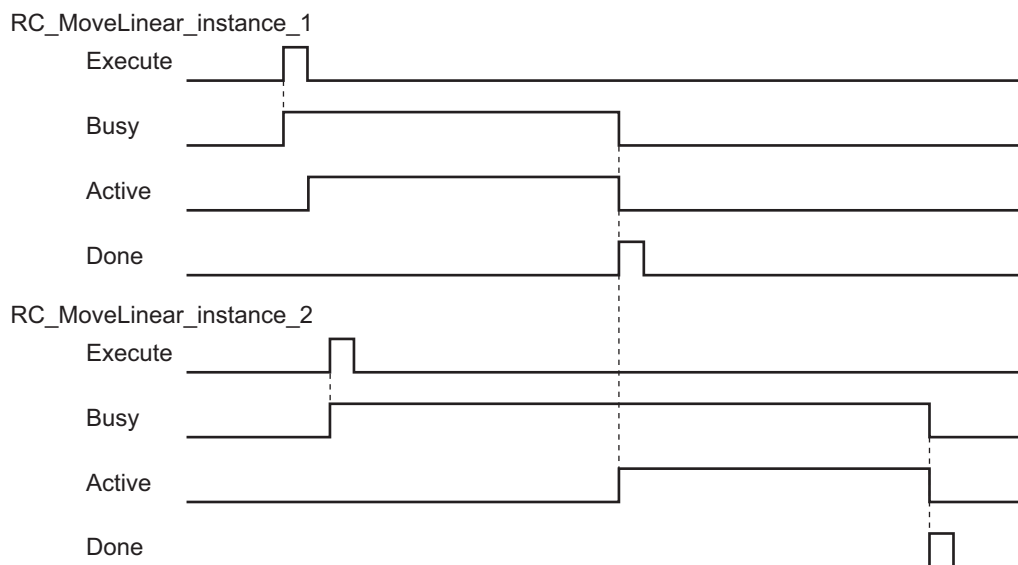 RC_MoveLinear_instance_1
Execute
Busy
Active
Done
RC_MoveLinear_instance_2
Execute
Busy
Active
Done